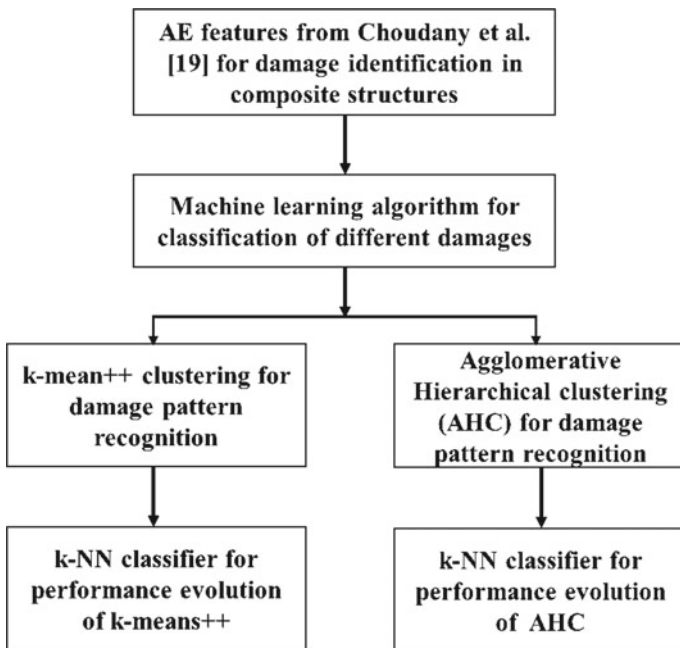 AE features from Choudany et al.
[19] for damage identification in
composite structures
Machine learning algorithm for
classification of different damages
k-mean++ clustering for
damage pattern
recognition
Agglomerative
Hierarchical clustering
(AHC) for damage
pattern recognition
k-NN classifier for
performance evolution
of k-means++
k-NN classifier for
performance evolution
of AHC